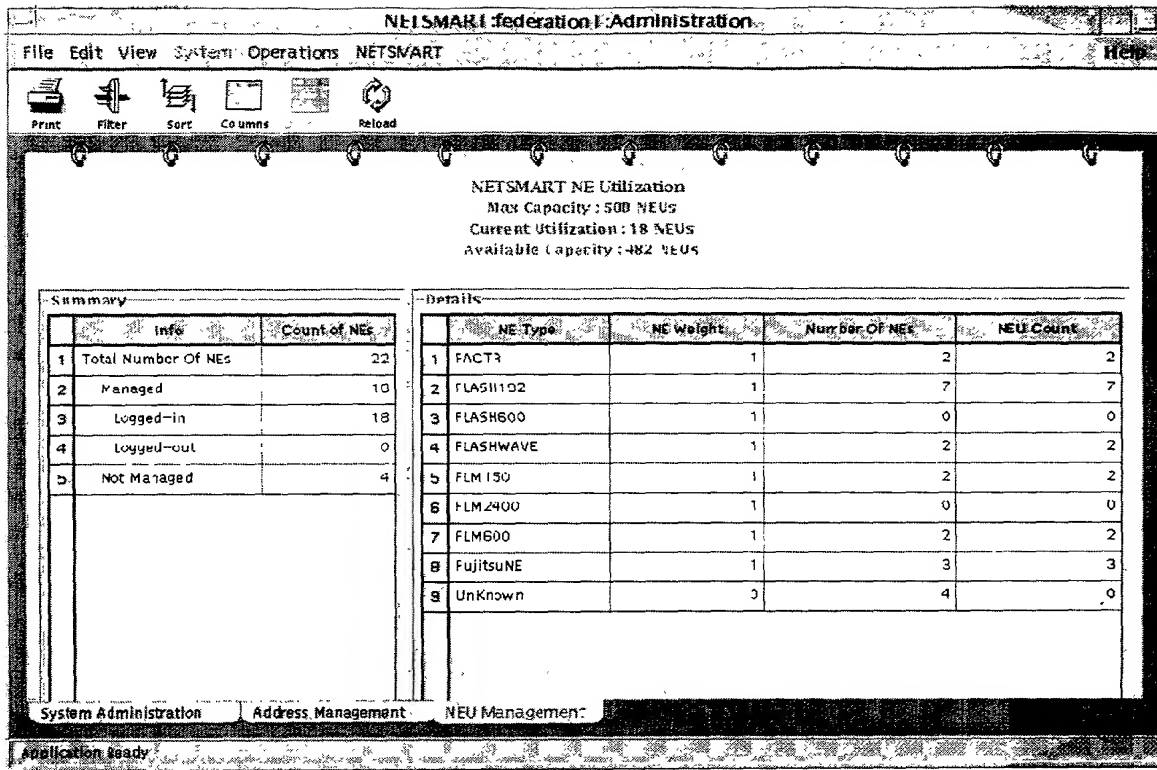 NETSMART:federation1:Administration
File Edit View System Operations NETSMART Help
Print Filter Sort Columns Reload
NETSMART NE Utilization
Max Capacity : 500 NEUs
Current Utilization : 18 NEUs
Available Capacity : 482 NEUs
Summary
Info Count of NEs
1 Total Number Of NEs 22
2 Managed 18
3 Logged-in 18
4 Logged-out 0
5 Not Managed 4
Details
NE Type NE Weight Number Of NEs NEU Count
1 FACTR 1 2 2
2 FLASH192 1 7 7
3 FLASH600 1 0 0
4 FLASHWAVE 1 2 2
5 FLM150 1 2 2
6 FLM2400 1 0 0
7 FLM600 1 2 2
8 FujitsuNE 1 3 3
9 UnKnown 0 4 0
System Administration Address Management NEU Management
Application Ready